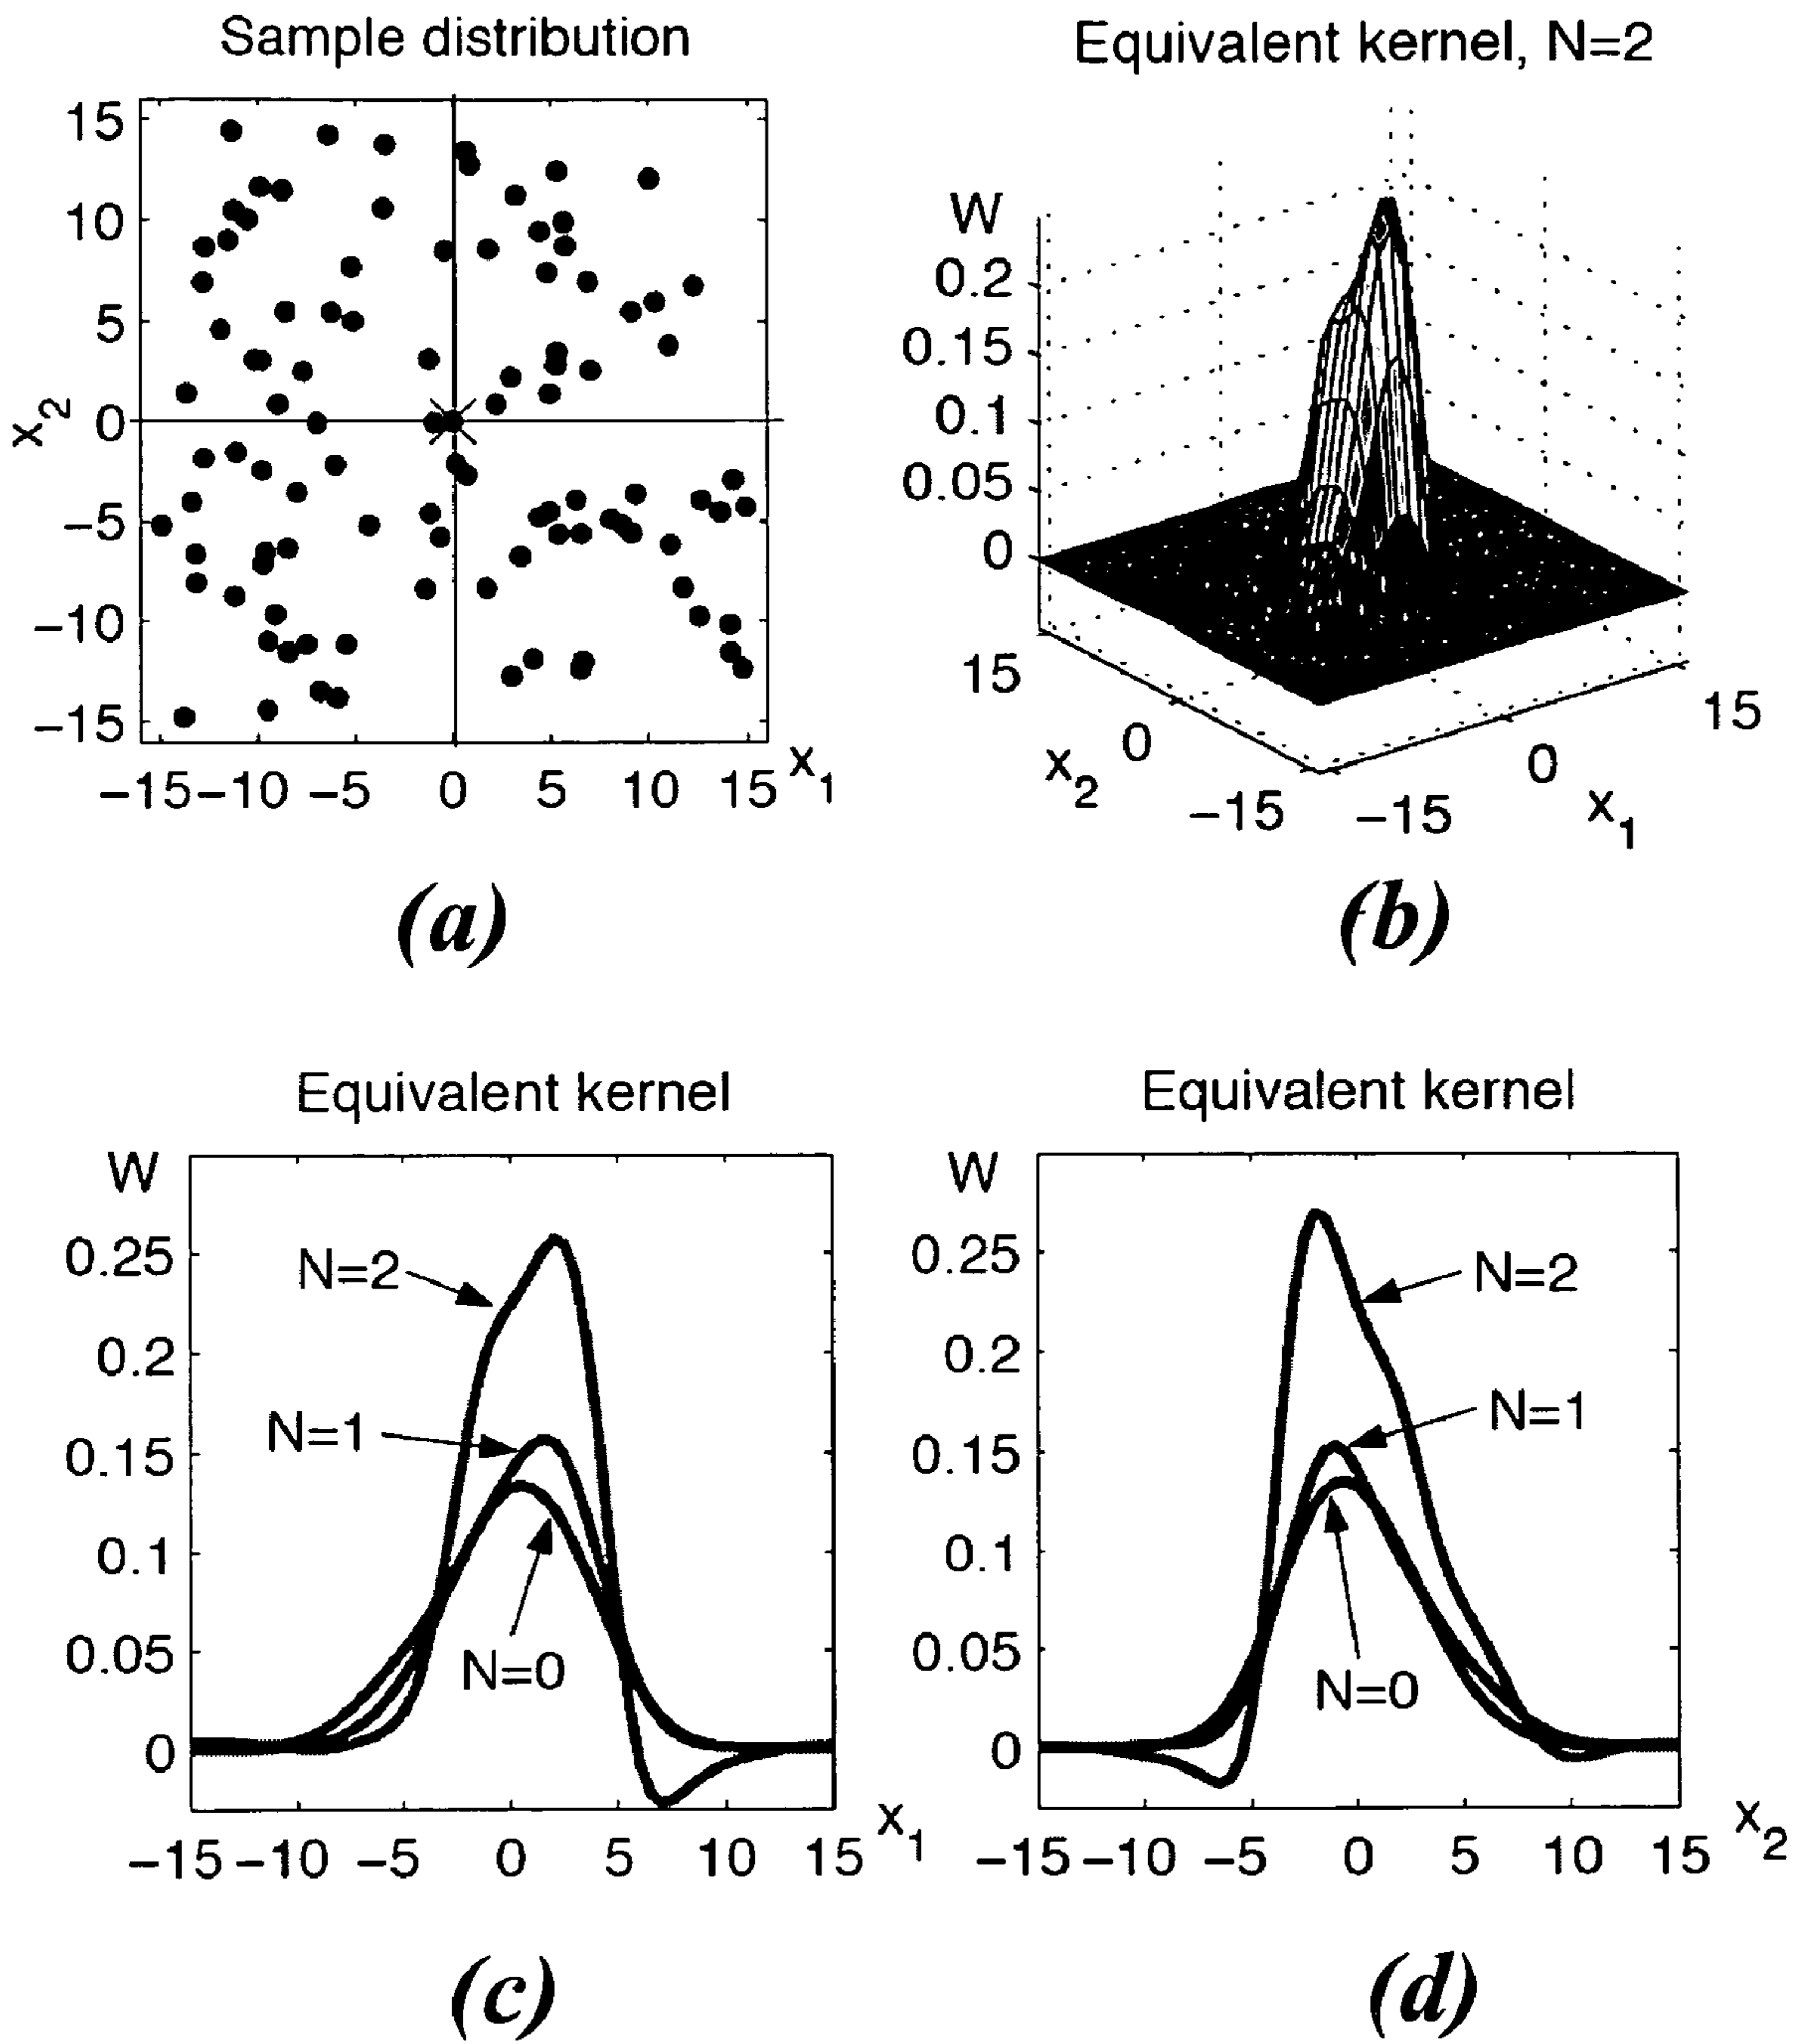 Sample distribution
15
10
5
0
−5
−10
−15
x2
−15 −10 −5 0 5 10 15
x1
(a)
Equivalent kernel, N=2
W
0.2
0.15
0.1
0.05
0
15
0
−15
x2
−15
0
15
x1
(b)
Equivalent kernel
W
0.25
0.2
0.15
0.1
0.05
0
N=2
N=1
N=0
−15 −10 −5 0 5 10 15
x1
(c)
Equivalent kernel
W
0.25
0.2
0.15
0.1
0.05
0
N=2
N=1
N=0
−15 −10 −5 0 5 10 15
x2
(d)